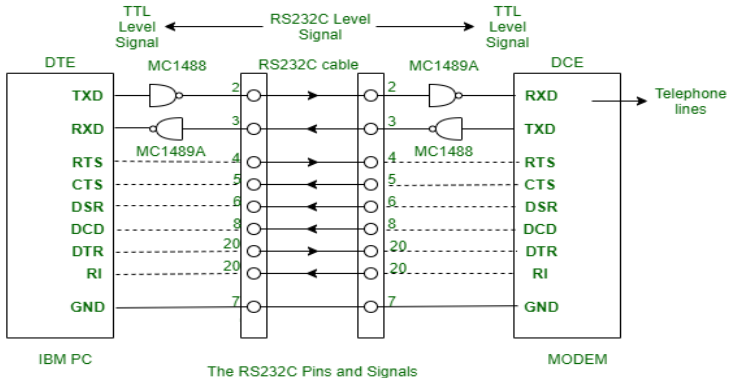 TTL
Level
Signal
RS232C Level
Signal
TTL
Level
Signal
DTE
MC1488
RS232C cable
MC1489A
DCE
TXD
2
2
RXD
Telephone
lines
RXD
3
3
TXD
MC1489A
MC1488
RTS
4
4
RTS
CTS
5
5
CTS
DSR
6
6
DSR
DCD
8
8
DCD
DTR
20
20
DTR
RI
20
20
RI
GND
7
7
GND
IBM PC
The RS232C Pins and Signals
MODEM